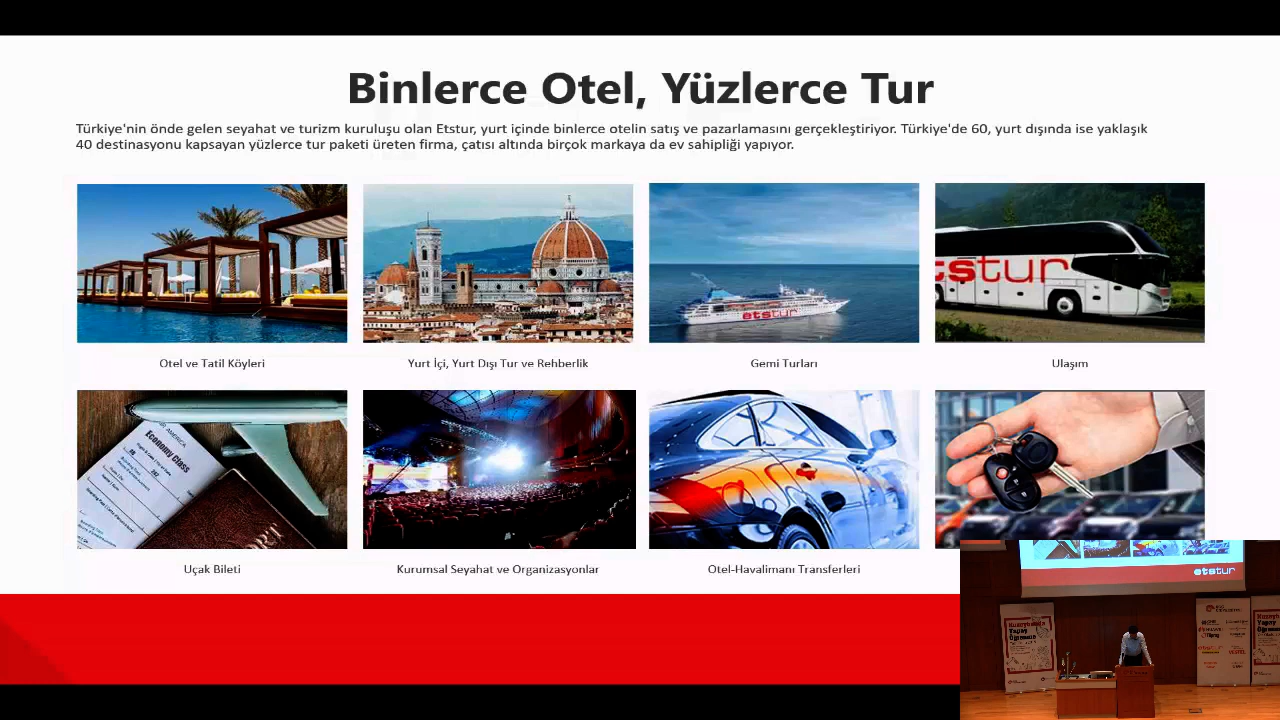 Binlerce Otel, Yüzlerce Tur
Türkiye'nin önde gelen seyahat ve turizm kuruluşu olan Etstur, yurt içinde binlerce otelin satış ve pazarlamasını gerçekleştiriyor. Türkiye'de 60, yurt dışında ise yaklaşık
40 destinasyonu kapsayan yüzlerce tur paketi üreten firma, çatısı altında birçok markaya da ev sahipliği yapıyor.
etstur
etstur
Otel ve Tatil Köyleri
Yurt İçi, Yurt Dışı Tur ve Rehberlik
Gemi Turları
Ulaşım
Economy Class
Uçak Bileti
Kurumsal Seyahat ve Organizasyonlar
Otel-Havalimanı Transferleri
etstur
Yapay
Öğrenme